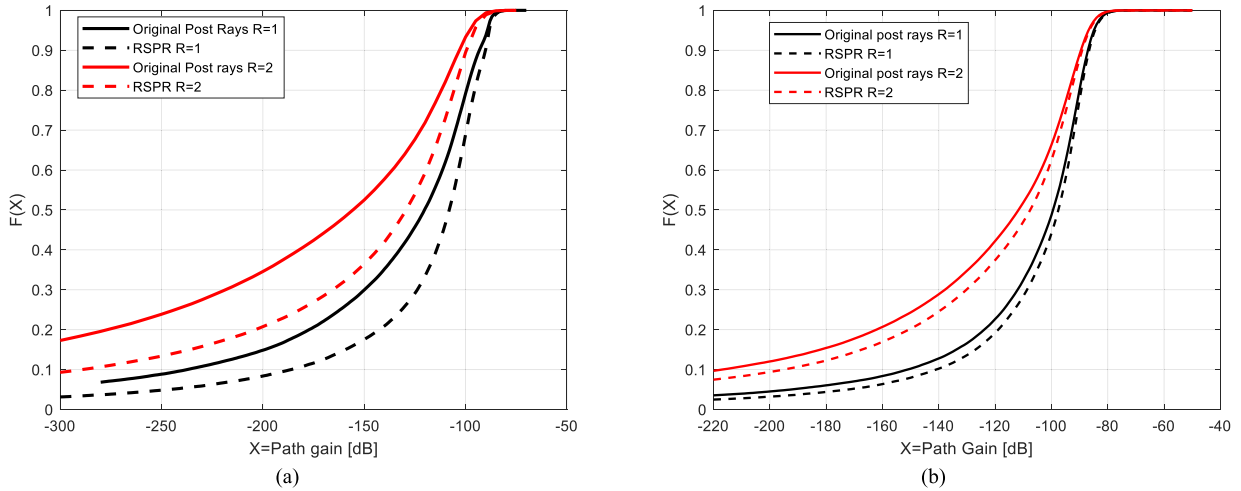 Original Post Rays R=1
RSPR R=1
Original Post rays R=2
RSPR R=2
1
0.9
0.8
0.7
0.6
0.5
0.4
0.3
0.2
0.1
0
F(X)
-300
-250
-200
-150
-100
-50
X=Path gain [dB]
(a)
Original post rays R=1
RSPR R=1
Original post rays R=2
RSPR R=2
1
0.9
0.8
0.7
0.6
0.5
0.4
0.3
0.2
0.1
0
F(X)
-220
-200
-180
-160
-140
-120
-100
-80
-60
-40
X=Path Gain [dB]
(b)